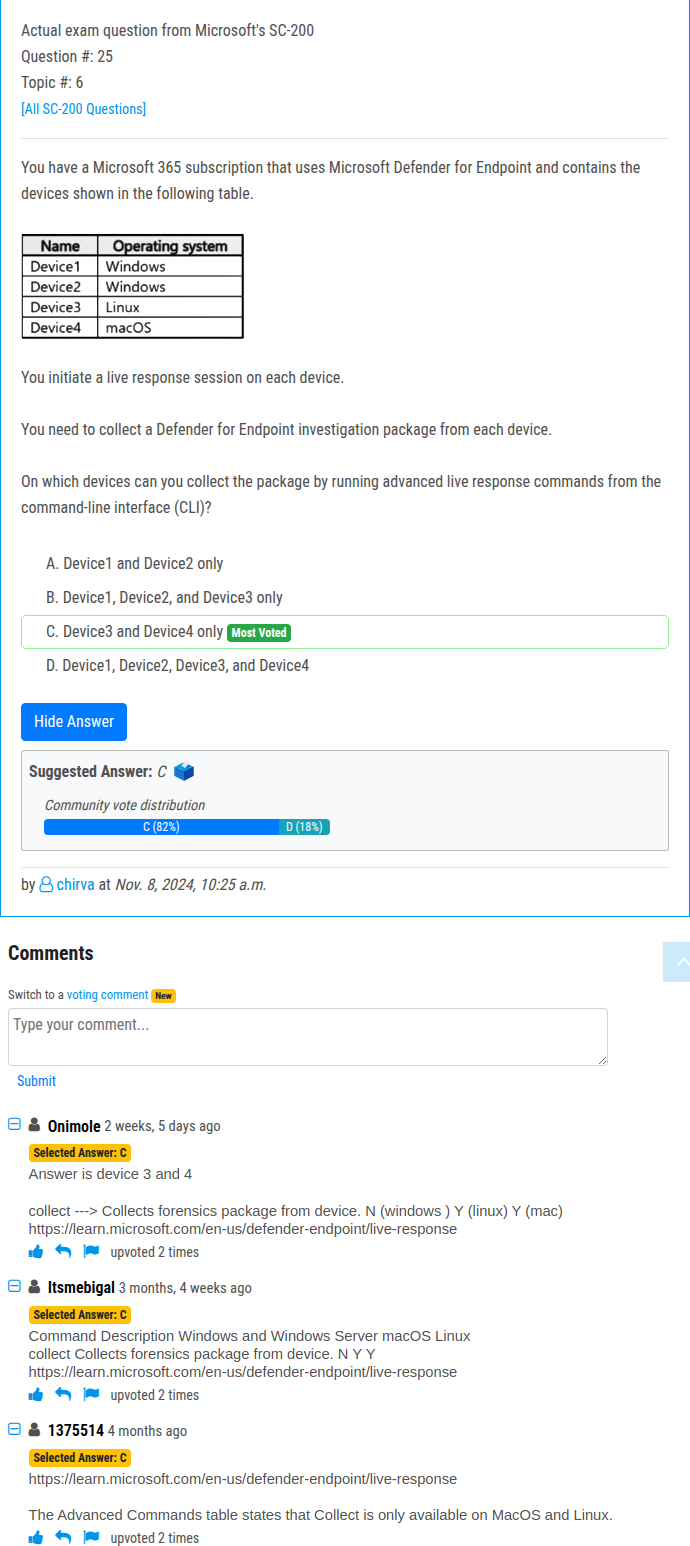 Actual exam question from Microsoft's SC-200
Question #: 25
Topic #: 6
[All SC-200 Questions]
You have a Microsoft 365 subscription that uses Microsoft Defender for Endpoint and contains the
devices shown in the following table.
Name Operating system
Device1 Windows
Device2 Windows
Device3 Linux
Device4 macOS
You initiate a live response session on each device.
You need to collect a Defender for Endpoint investigation package from each device.
On which devices can you collect the package by running advanced live response commands from the
command-line interface (CLI)?
A. Device1 and Device2 only
B. Device1, Device2, and Device3 only
C. Device3 and Device4 only Most Voted
D. Device1, Device2, Device3, and Device4
Hide Answer
Suggested Answer: C
Community vote distribution
C (82%) D (18%)
by chirva at Nov. 8, 2024, 10:25 a.m.
Comments
Switch to a voting comment New
Type your comment...
Submit
Onimole 2 weeks, 5 days ago
Selected Answer: C
Answer is device 3 and 4
collect ---> Collects forensics package from device. N (windows ) Y (linux) Y (mac)
https://learn.microsoft.com/en-us/defender-endpoint/live-response
upvoted 2 times
Itsmebigal 3 months, 4 weeks ago
Selected Answer: C
Command Description Windows and Windows Server macOS Linux
collect Collects forensics package from device. N Y Y
https://learn.microsoft.com/en-us/defender-endpoint/live-response
upvoted 2 times
1375514 4 months ago
Selected Answer: C
https://learn.microsoft.com/en-us/defender-endpoint/live-response
The Advanced Commands table states that Collect is only available on MacOS and Linux.
upvoted 2 times